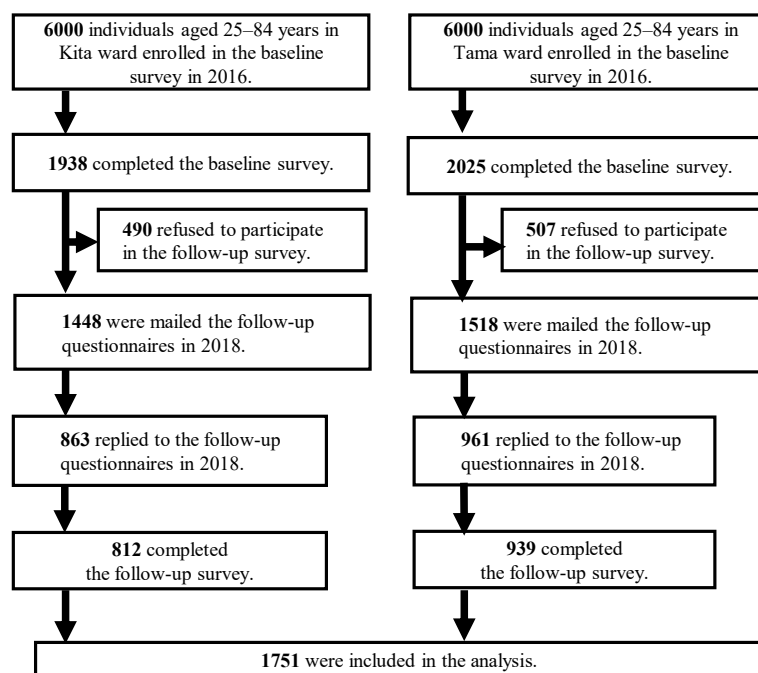 6000 individuals aged 25–84 years in
Kita ward enrolled in the baseline
survey in 2016.
6000 individuals aged 25–84 years in
Tama ward enrolled in the baseline
survey in 2016.
1938 completed the baseline survey.
2025 completed the baseline survey.
490 refused to participate
in the follow-up survey.
507 refused to participate
in the follow-up survey.
1448 were mailed the follow-up
questionnaires in 2018.
1518 were mailed the follow-up
questionnaires in 2018.
863 replied to the follow-up
questionnaires in 2018.
961 replied to the follow-up
questionnaires in 2018.
812 completed
the follow-up survey.
939 completed
the follow-up survey.
1751 were included in the analysis.